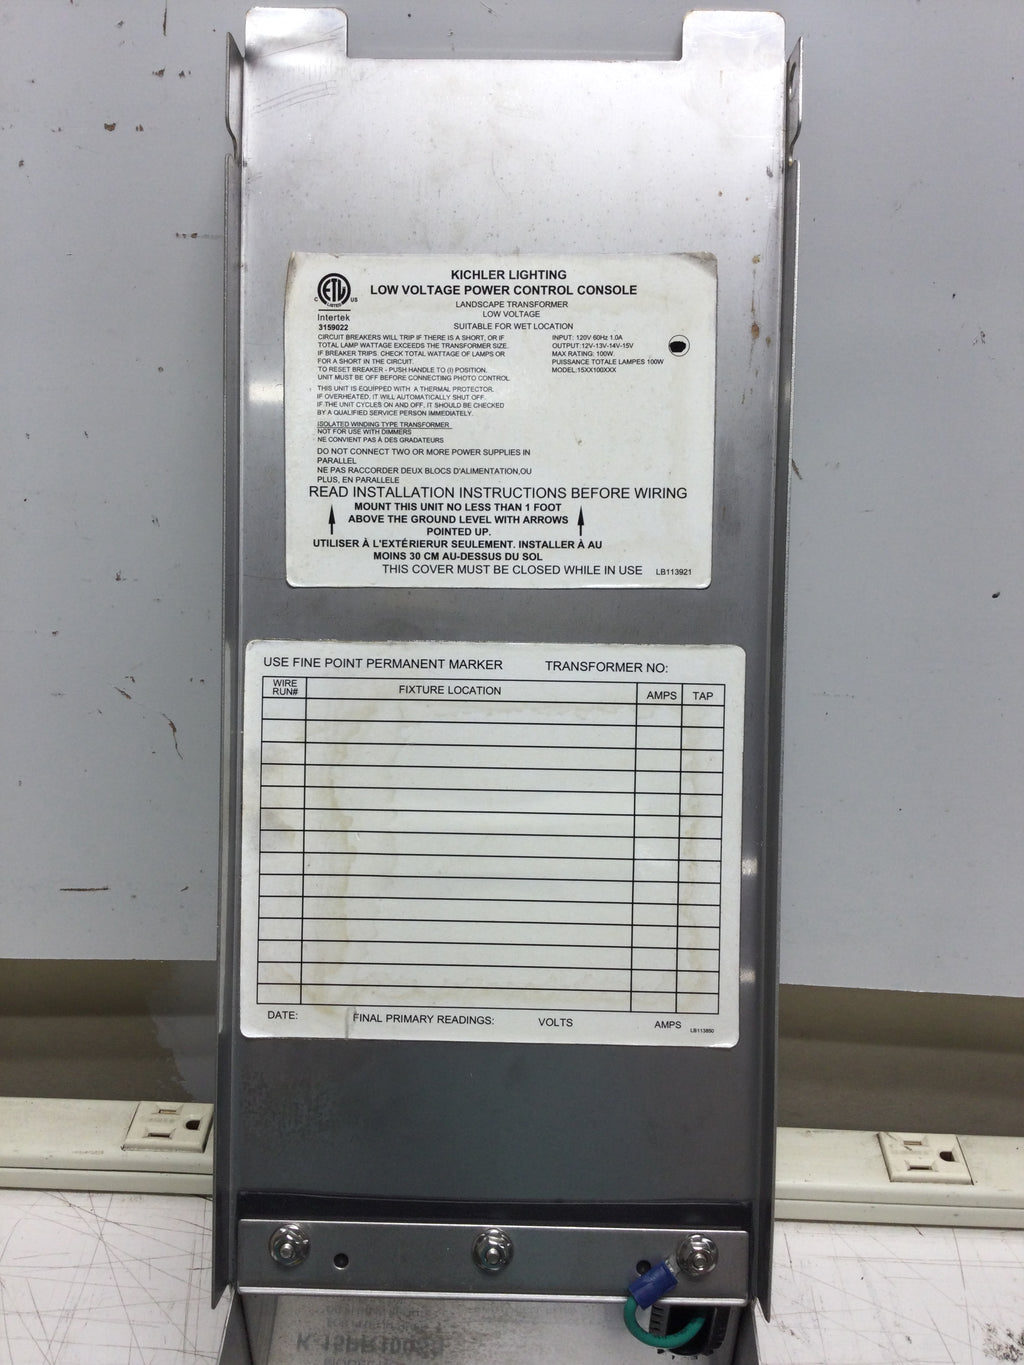 KICHLER LIGHTING
LOW VOLTAGE POWER CONTROL CONSOLE
LANDSCAPE TRANSFORMER
LOW VOLTAGE
SUITABLE FOR WET LOCATION
C ETL US
LISTED
Intertek
3159022
CIRCUIT BREAKERS WILL TRIP IF THERE IS A SHORT, OR IF
TOTAL LAMP WATTAGE EXCEEDS THE TRANSFORMER SIZE.
IF BREAKER TRIPS. CHECK TOTAL WATTAGE OF LAMPS OR
FOR A SHORT IN THE CIRCUIT.
TO RESET BREAKER - PUSH HANDLE TO (I) POSITION.
UNIT MUST BE OFF BEFORE CONNECTING PHOTO CONTROL.
INPUT: 120V 60Hz 1.0A
OUTPUT:12V-13V-14V-15V
MAX RATING: 100W.
PUISSANCE TOTALE LAMPES 100W
MODEL:15XX100XXX
THIS UNIT IS EQUIPPED WITH A THERMAL PROTECTOR.
IF OVERHEATED. IT WILL AUTOMATICALLY SHUT OFF.
IF THE UNIT CYCLES ON AND OFF, IT SHOULD BE CHECKED
BY A QUALIFIED SERVICE PERSON IMMEDIATELY.
ISOLATED WINDING TYPE TRANSFORMER
NOT FOR USE WITH DIMMERS
NE CONVIENT PAS À DES GRADATEURS
DO NOT CONNECT TWO OR MORE POWER SUPPLIES IN
PARALLEL
NE PAS RACCORDER DEUX BLOCS D'ALIMENTATION,OU
PLUS, EN PARALLELE
READ INSTALLATION INSTRUCTIONS BEFORE WIRING
MOUNT THIS UNIT NO LESS THAN 1 FOOT
ABOVE THE GROUND LEVEL WITH ARROWS
POINTED UP.
UTILISER À L'EXTÉRIERUR SEULEMENT. INSTALLER À AU
MOINS 30 CM AU-DESSUS DU SOL
THIS COVER MUST BE CLOSED WHILE IN USE LB113921
USE FINE POINT PERMANENT MARKER TRANSFORMER NO:
WIRE
RUN# FIXTURE LOCATION AMPS TAP
DATE: FINAL PRIMARY READINGS: VOLTS AMPS LB113850